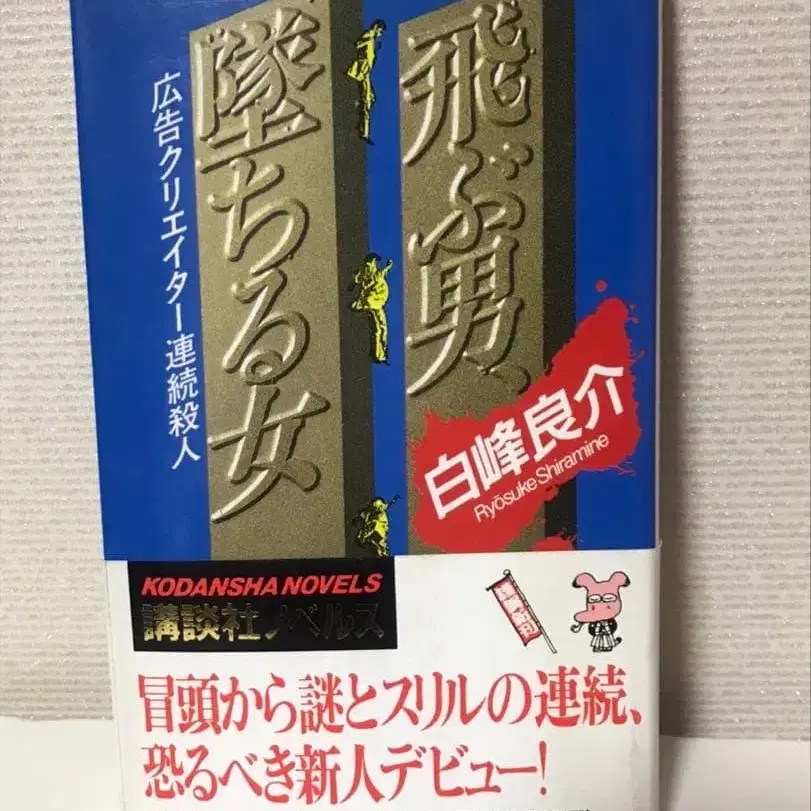 飛ぶ男、
墜ちる女
広告クリエイター連続殺人
白峰良介
Ryōsuke Shiramine
KODANSHA NOVELS
講談社ノベルス
冒頭から謎とスリルの連続、
恐るべき新人デビュー!